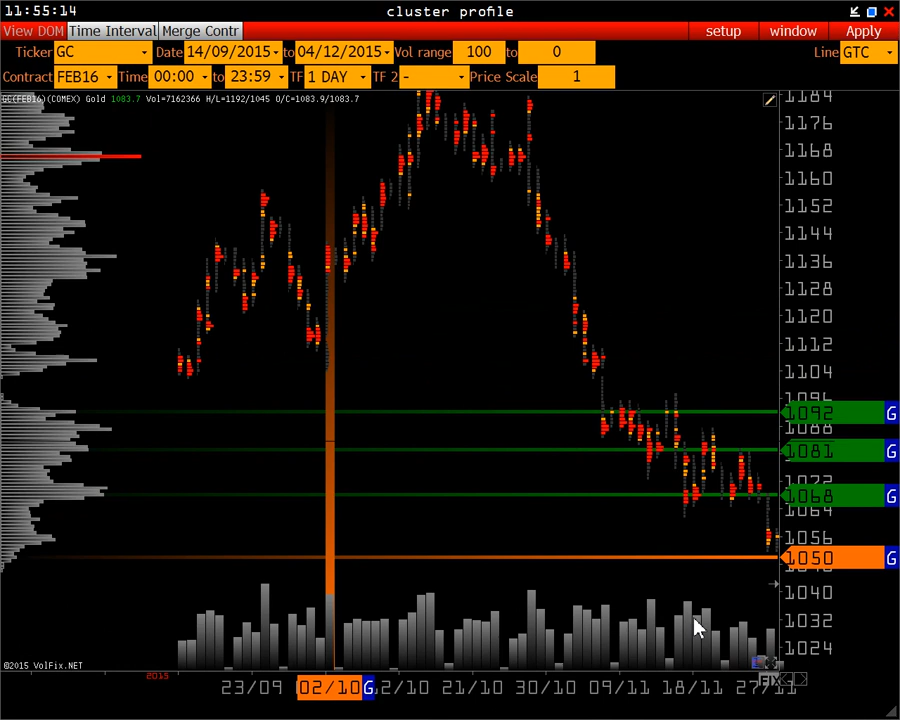 11:55:14 cluster profile
View DOM Time Interval Merge Contr setup window Apply
Ticker GC Date 14/09/2015 to 04/12/2015 Vol range 100 to 0 Line GTC
Contract FEB16 Time 00:00 to 23:59 TF 1 DAY TF 2 - Price Scale 1
GC(FEB16)(COMEX) Gold 1083.7 Vol=7162366 H/L=1192/1045 O/C=1083.9/1083.7
1184
1176
1168
1160
1152
1144
1136
1128
1120
1112
1104
1096
1092 G
1088
1081 G
1072
1068 G
1064
1056
1050 G
1040
1032
1024
©2015 VolFix.NET
2015
23/09 02/10 G 2/10 21/10 30/10 09/11 18/11 27/11
FIX